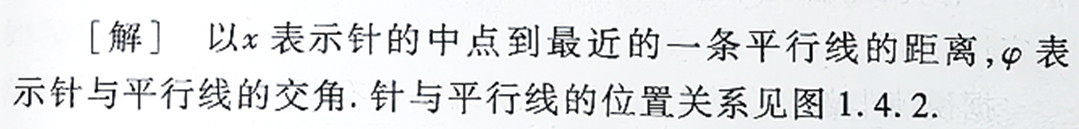 [解] 以x表示针的中点到最近的一条平行线的距离,φ表
示针与平行线的交角.针与平行线的位置关系见图1.4.2.